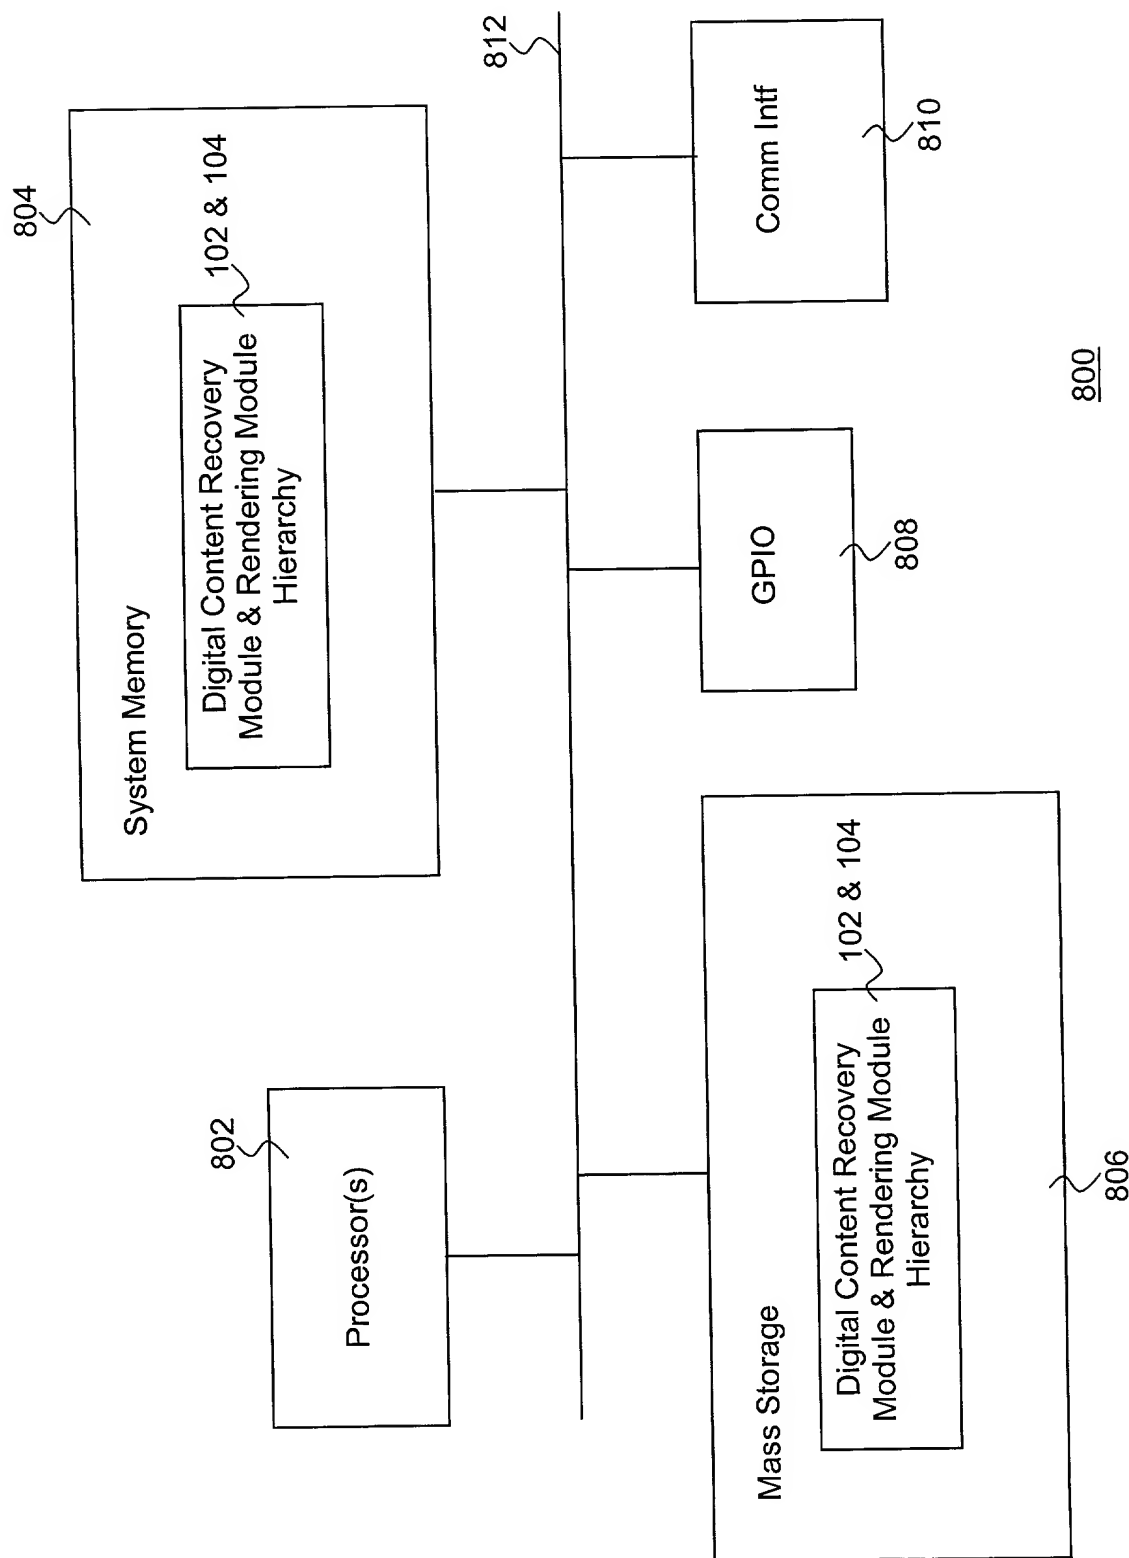 802
Processor(s)
804
System Memory
102 & 104
Digital Content Recovery
Module & Rendering Module
Hierarchy
812
Mass Storage
102 & 104
Digital Content Recovery
Module & Rendering Module
Hierarchy
806
GPIO
808
Comm Intf
810
800